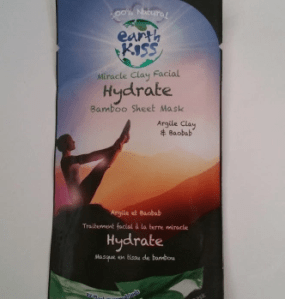 100% Natural
earth
KISS
Miracle Clay Facial
Hydrate
Bamboo Sheet Mask
Argile Clay
& Baobab
Argile et Baobab
Traitement facial à la terre miracle
Hydrate
Masque en tissu de bambou